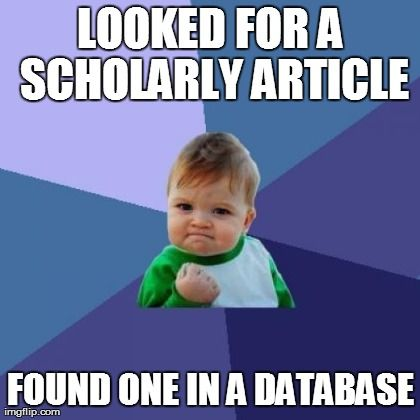 LOOKED FOR A
SCHOLARLY ARTICLE
FOUND ONE IN A DATABASE
imgflip.com